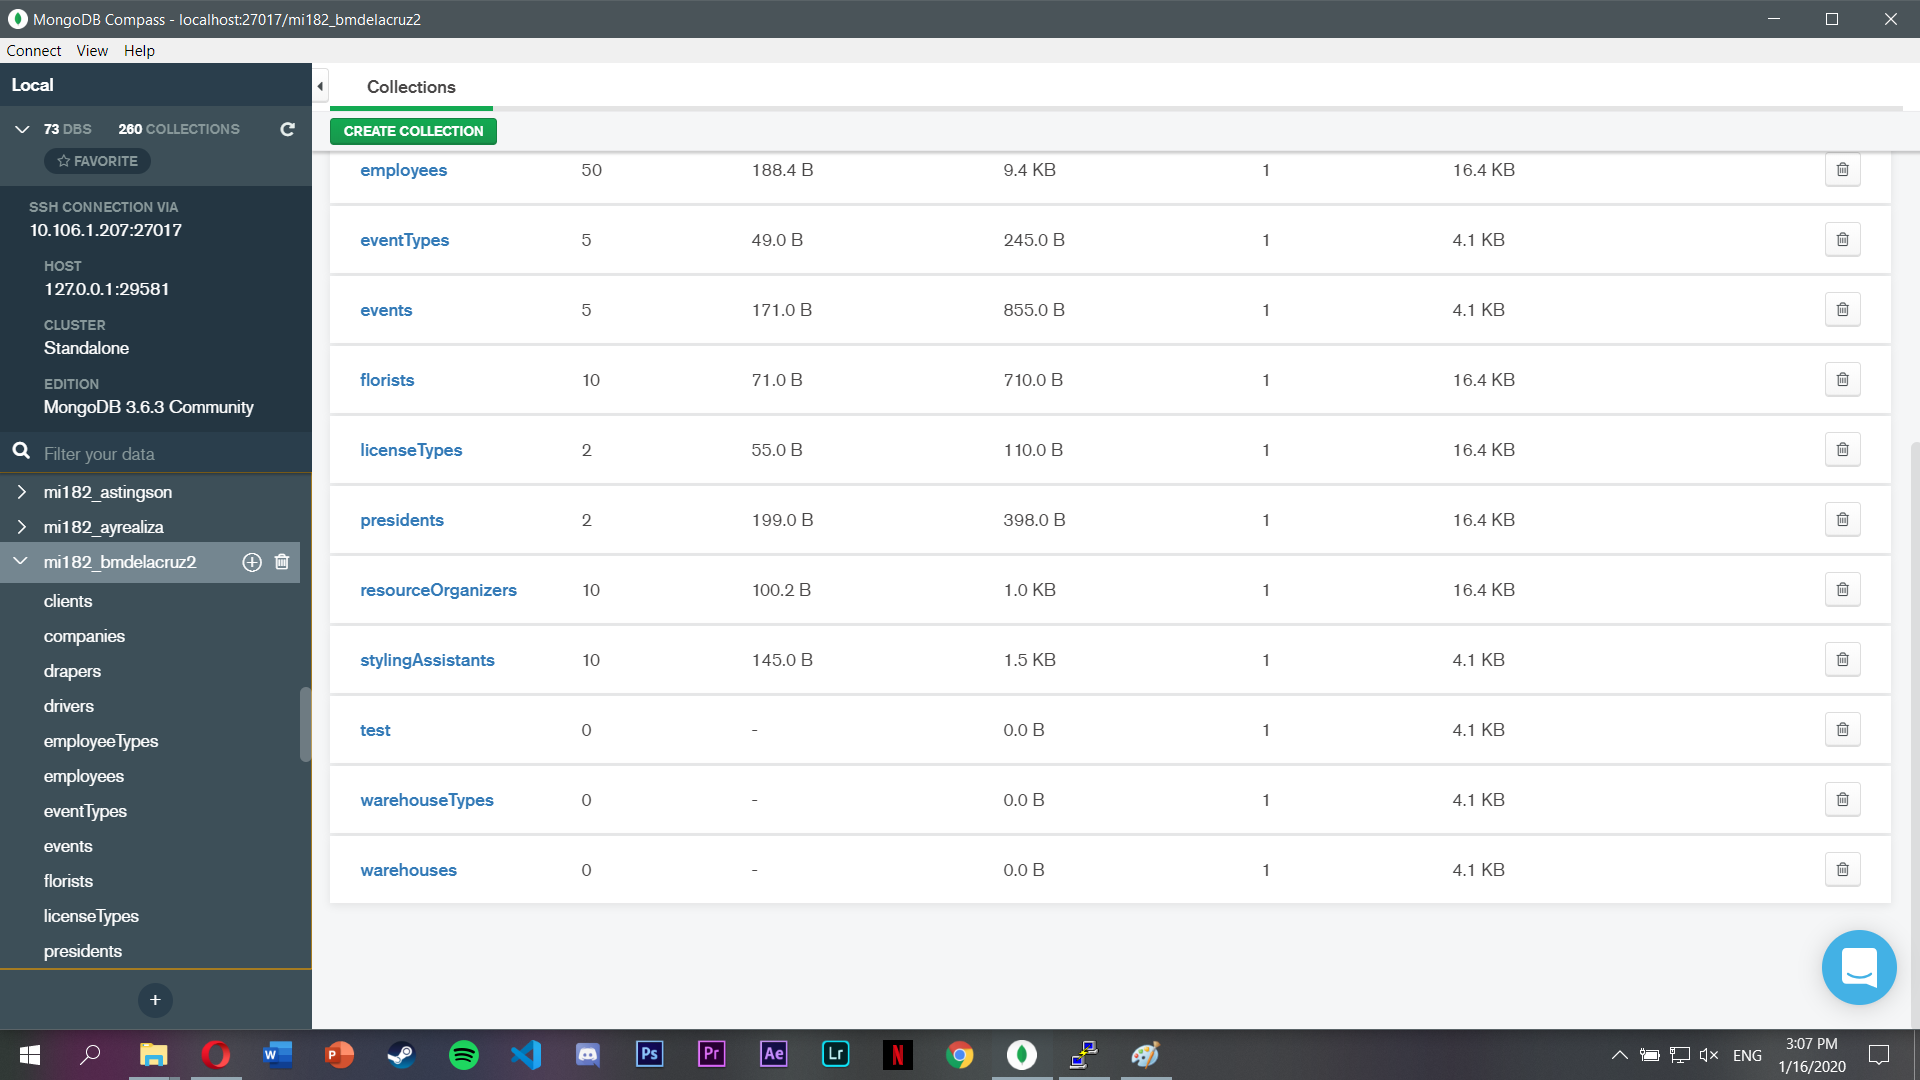 MongoDB Compass - localhost:27017/mi182_bmdelacruz2
Connect View Help
Local
73 DBS 260 COLLECTIONS
FAVORITE
SSH CONNECTION VIA
10.106.1.207:27017
HOST
127.0.0.1:29581
CLUSTER
Standalone
EDITION
MongoDB 3.6.3 Community
Filter your data
mi182_astingson
mi182_ayrealiza
mi182_bmdelacruz2
clients
companies
drapers
drivers
employeeTypes
employees
eventTypes
events
florists
licenseTypes
presidents
+
Collections
CREATE COLLECTION
employees 50 188.4 B 9.4 KB 1 16.4 KB
eventTypes 5 49.0 B 245.0 B 1 4.1 KB
events 5 171.0 B 855.0 B 1 4.1 KB
florists 10 71.0 B 710.0 B 1 16.4 KB
licenseTypes 2 55.0 B 110.0 B 1 16.4 KB
presidents 2 199.0 B 398.0 B 1 16.4 KB
resourceOrganizers 10 100.2 B 1.0 KB 1 16.4 KB
stylingAssistants 10 145.0 B 1.5 KB 1 4.1 KB
test 0 - 0.0 B 1 4.1 KB
warehouseTypes 0 - 0.0 B 1 4.1 KB
warehouses 0 - 0.0 B 1 4.1 KB
W P Ps Pr Ae Lr N ENG
3:07 PM
1/16/2020